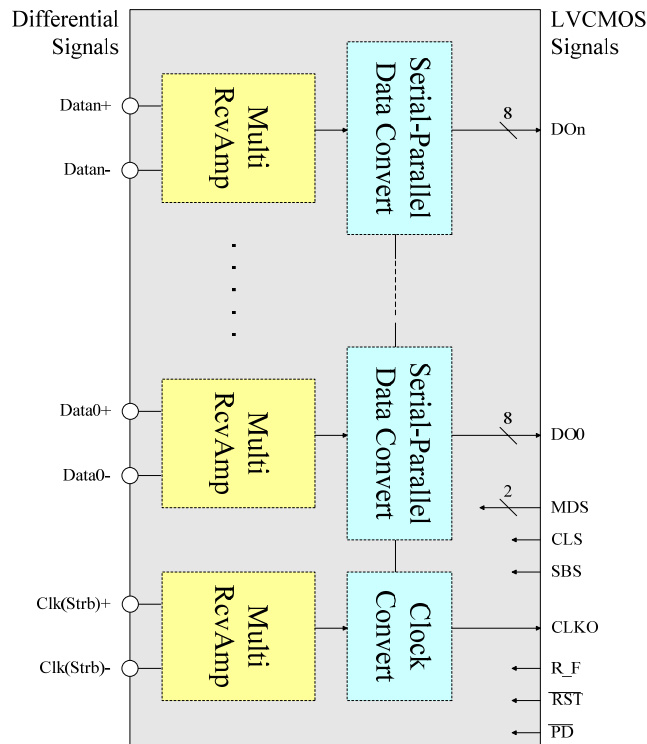 Differential
Signals
LVCMOS
Signals
Datan+
Datan-
Multi
RcvAmp
Serial-Parallel
Data Convert
8
DOn
Data0+
Data0-
Multi
RcvAmp
Serial-Parallel
Data Convert
8
DO0
2
MDS
CLS
SBS
Clk(Strb)+
Clk(Strb)-
Multi
RcvAmp
Clock
Convert
CLKO
R_F
RST
PD